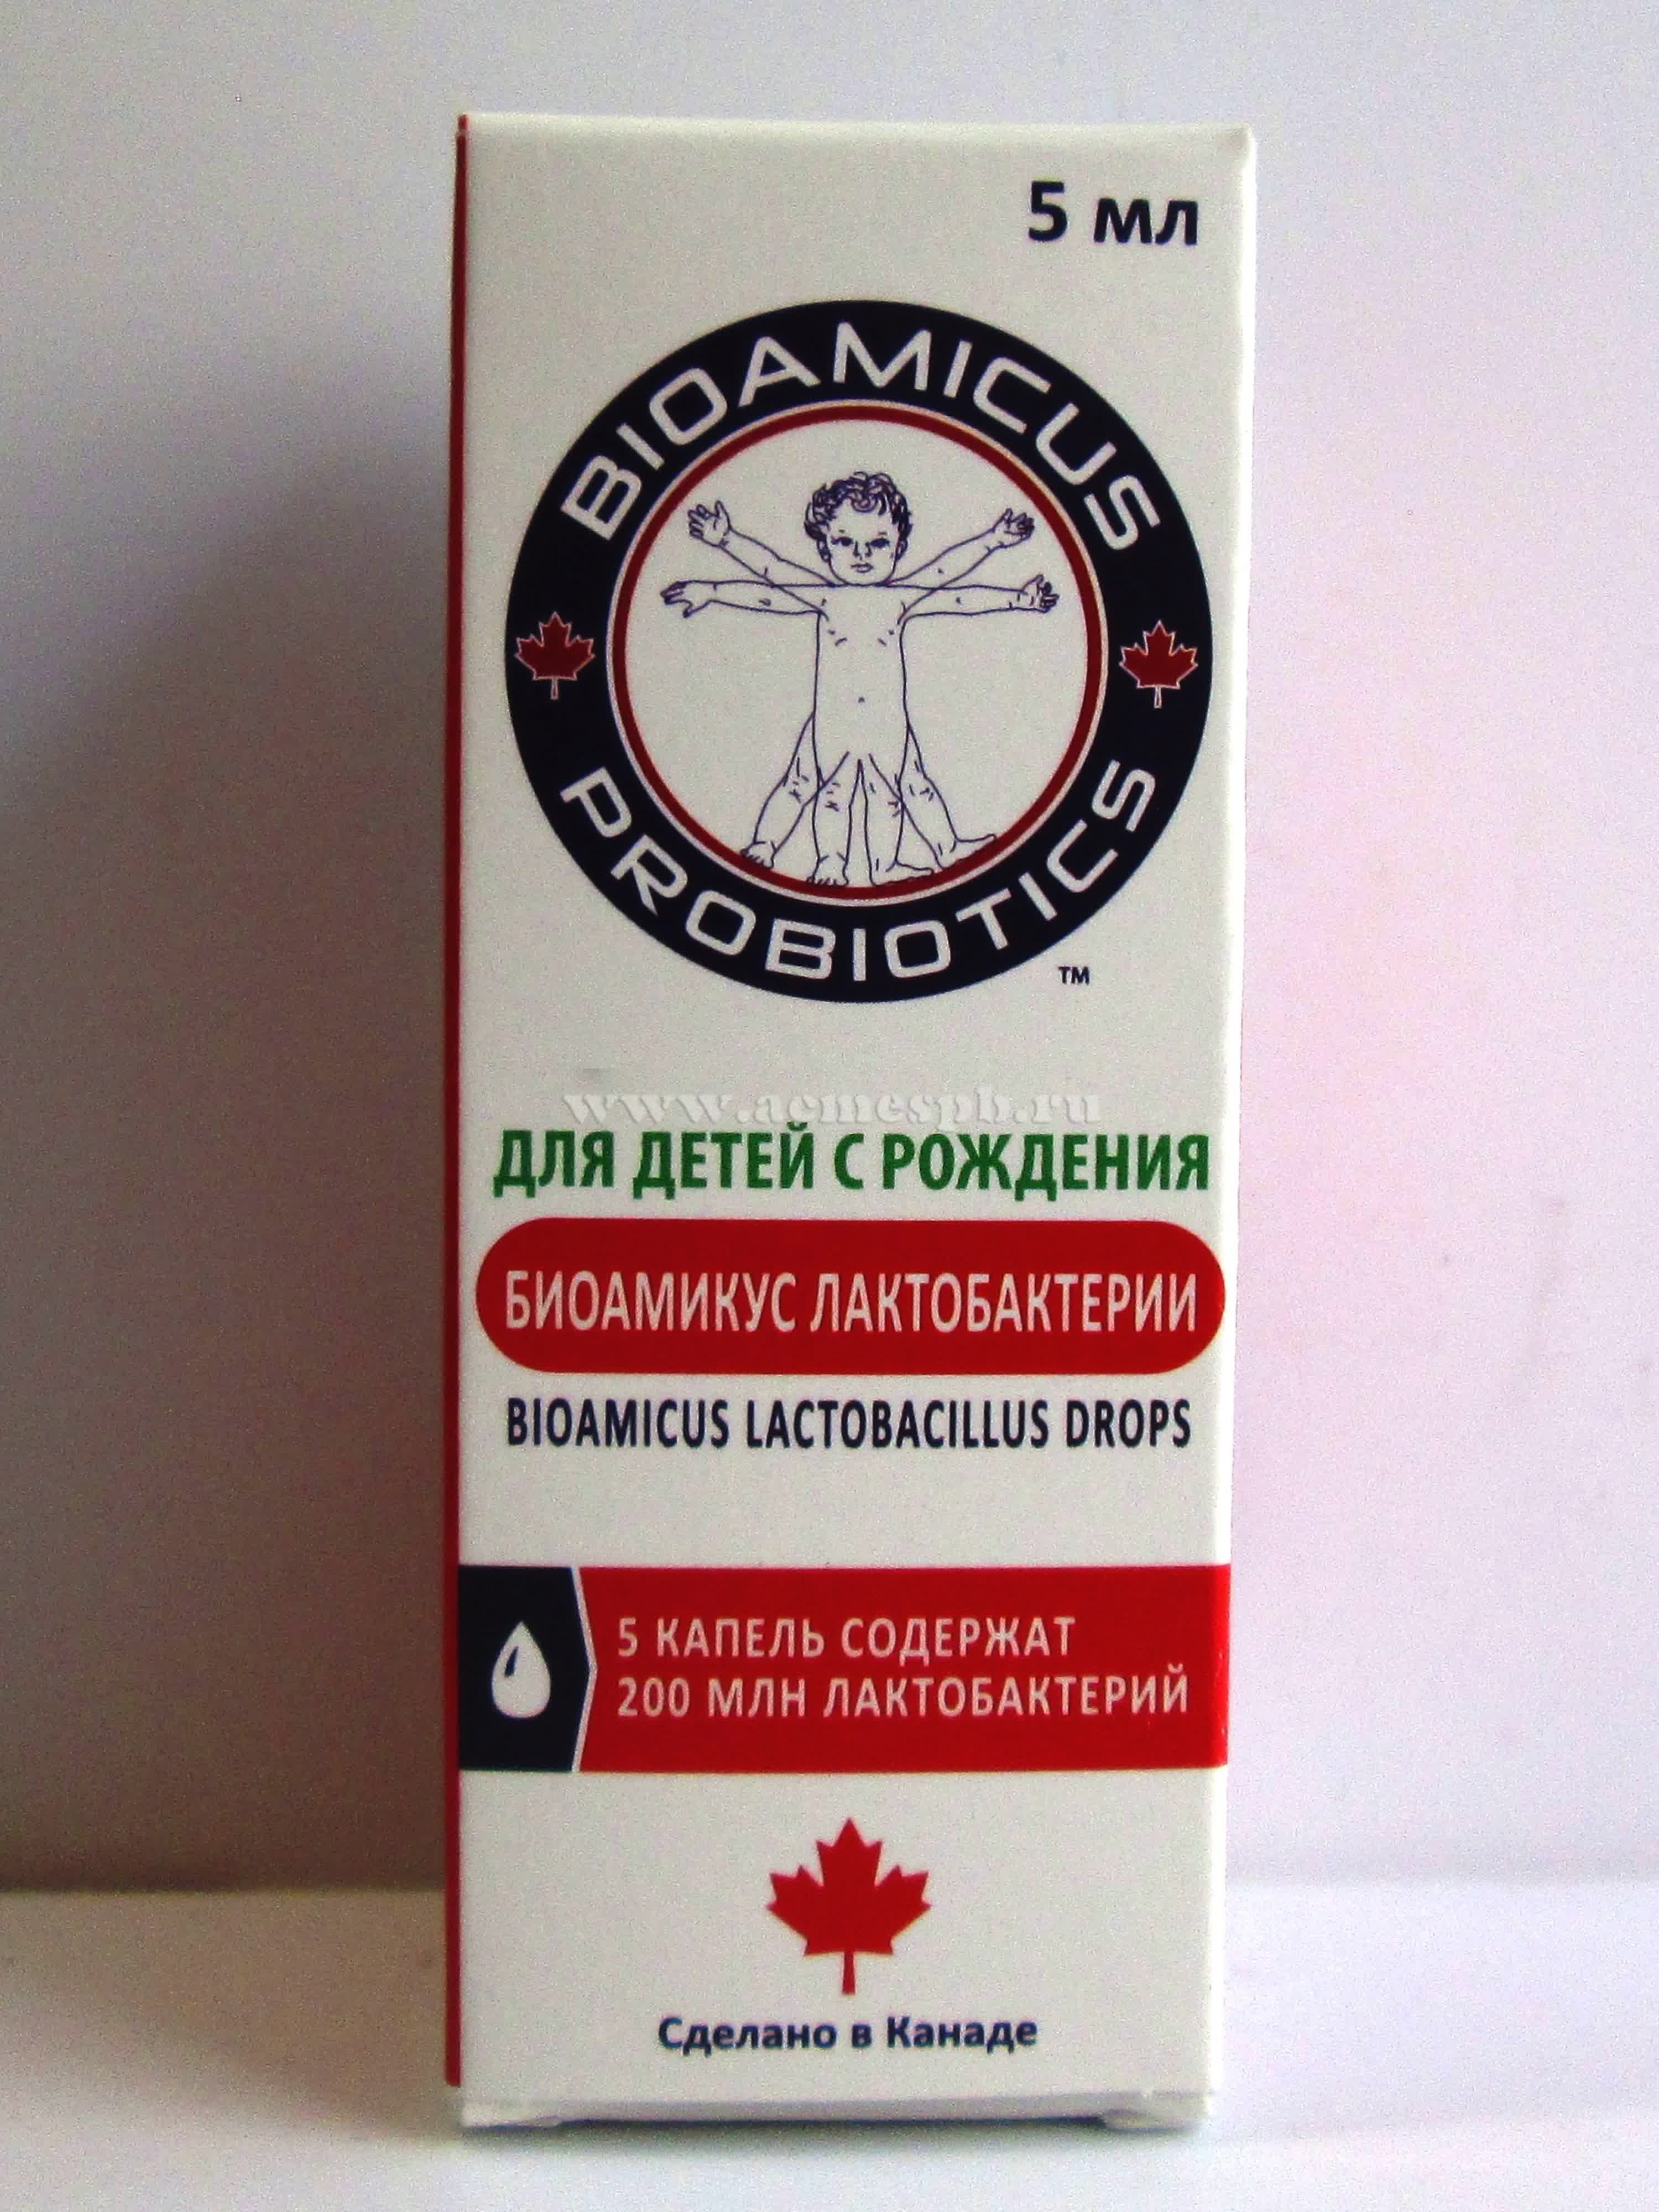 5 мл
BIOAMICUS
PROBIOTICS
TM
www.acmespb.ru
ДЛЯ ДЕТЕЙ С РОЖДЕНИЯ
БИОАМИКУС ЛАКТОБАКТЕРИИ
BIOAMICUS LACTOBACILLUS DROPS
5 КАПЕЛЬ СОДЕРЖАТ
200 МЛН ЛАКТОБАКТЕРИЙ
Сделано в Канаде